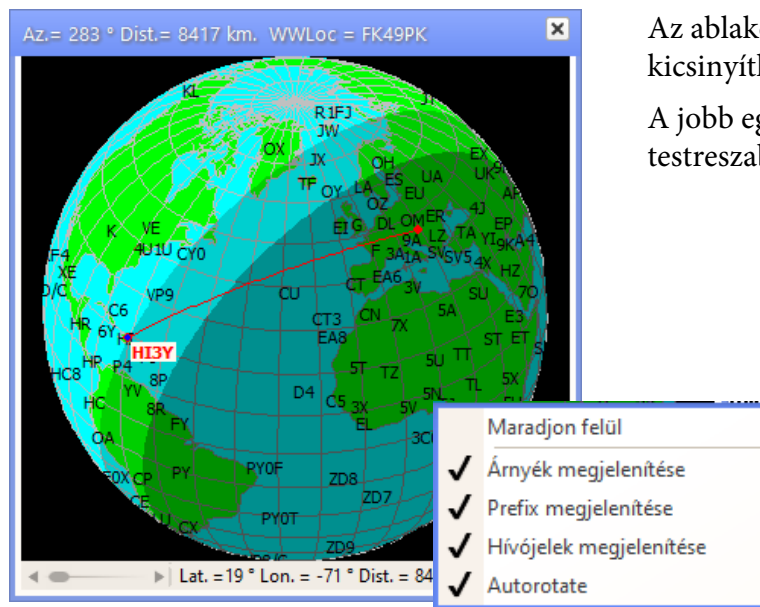 Az.= 283 ° Dist.= 8417 km. WWLoc = FK49PK
KL
R1FJ
JW
JT
OX
JX
OH
EX
TF
OY
LA
ES
UA
UK
OZ
EU
K
VE
EI
G
DL
OM
ER
4J
EP
4U1U
CY0
F
9A
LZ
TA
YI
9K
A4
XE
3A
1A
SV
SV5
4X
HZ
VP9
CU
CT
EA6
3V
SU
7O
C6
HR
6Y
CT3
CN
7X
5A
E3
HI3Y
EA8
ST
ET
HP
P4
5T
TZ
5U
TT
HC8
YV
8P
D4
TL
5X
HC
8R
C5
3X
5V
5N
FY
EL
OA
CP
PY
PY0F
ZD8
CE
ZD7
CX
PY0T
ZD9
Lat. =19 ° Lon. = -71 ° Dist. = 84
Az
A jobb
Maradjon felül
Árnyék megjelenítése
Prefix megjelenítése
Hívójelek megjelenítése
Autorotate